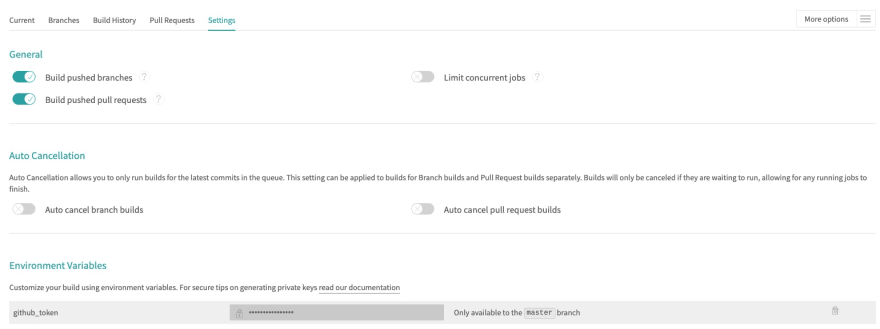 Current Branches Build History Pull Requests Settings More options
General
Build pushed branches ? Limit concurrent jobs ?
Build pushed pull requests ?
Auto Cancellation
Auto Cancellation allows you to only run builds for the latest commits in the queue. This setting can be applied to builds for Branch builds and Pull Request builds separately. Builds will only be canceled if they are waiting to run, allowing for any running jobs to
finish.
Auto cancel branch builds Auto cancel pull request builds
Environment Variables
Customize your build using environment variables. For secure tips on generating private keys read our documentation
github_token •••••••••••••••• Only available to the master branch